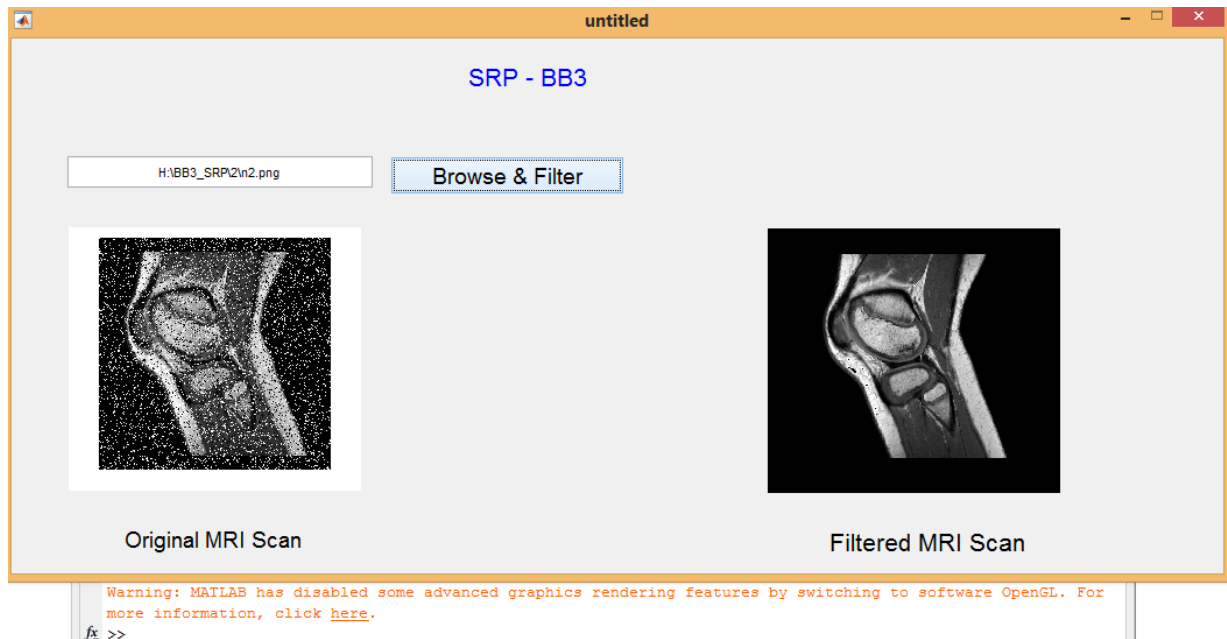 untitled
SRP - BB3
H:\BB3_SRP\2\n2.png
Browse & Filter
Original MRI Scan
Filtered MRI Scan
Warning: MATLAB has disabled some advanced graphics rendering features by switching to software OpenGL. For
more information, click here.
fx >>